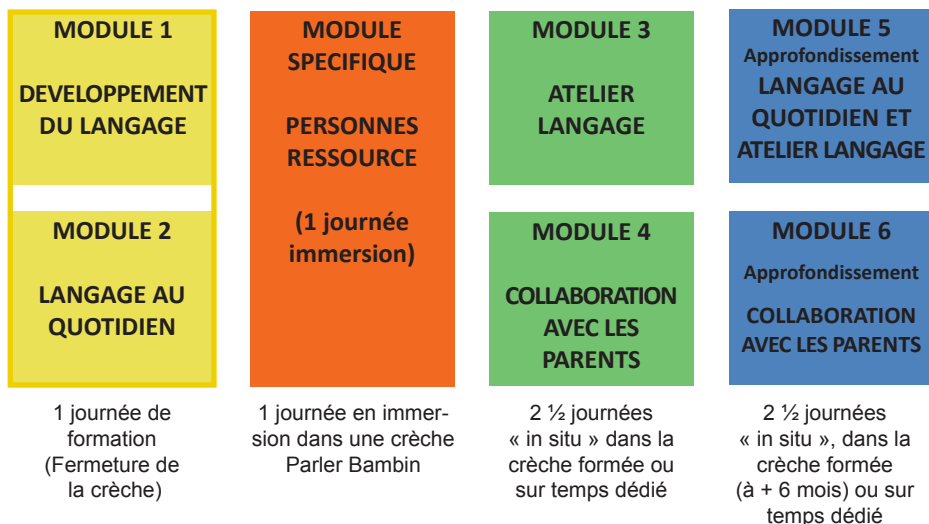 MODULE 1
DEVELOPPEMENT
DU LANGAGE
MODULE 2
LANGAGE AU
QUOTIDIEN
1 journée de
formation
(Fermeture de
la crèche)
MODULE
SPECIFIQUE
PERSONNES
RESSOURCE
(1 journée
immersion)
1 journée en immer-
sion dans une crèche
Parler Bambin
MODULE 3
ATELIER
LANGAGE
MODULE 4
COLLABORATION
AVEC LES
PARENTS
2 ½ journées
« in situ » dans la
crèche formée ou
sur temps dédié
MODULE 5
Approfondissement
LANGAGE AU
QUOTIDIEN ET
ATELIER LANGAGE
MODULE 6
Approfondissement
COLLABORATION
AVEC LES PARENTS
2 ½ journées
« in situ », dans la
crèche formée
(à + 6 mois) ou sur
temps dédié